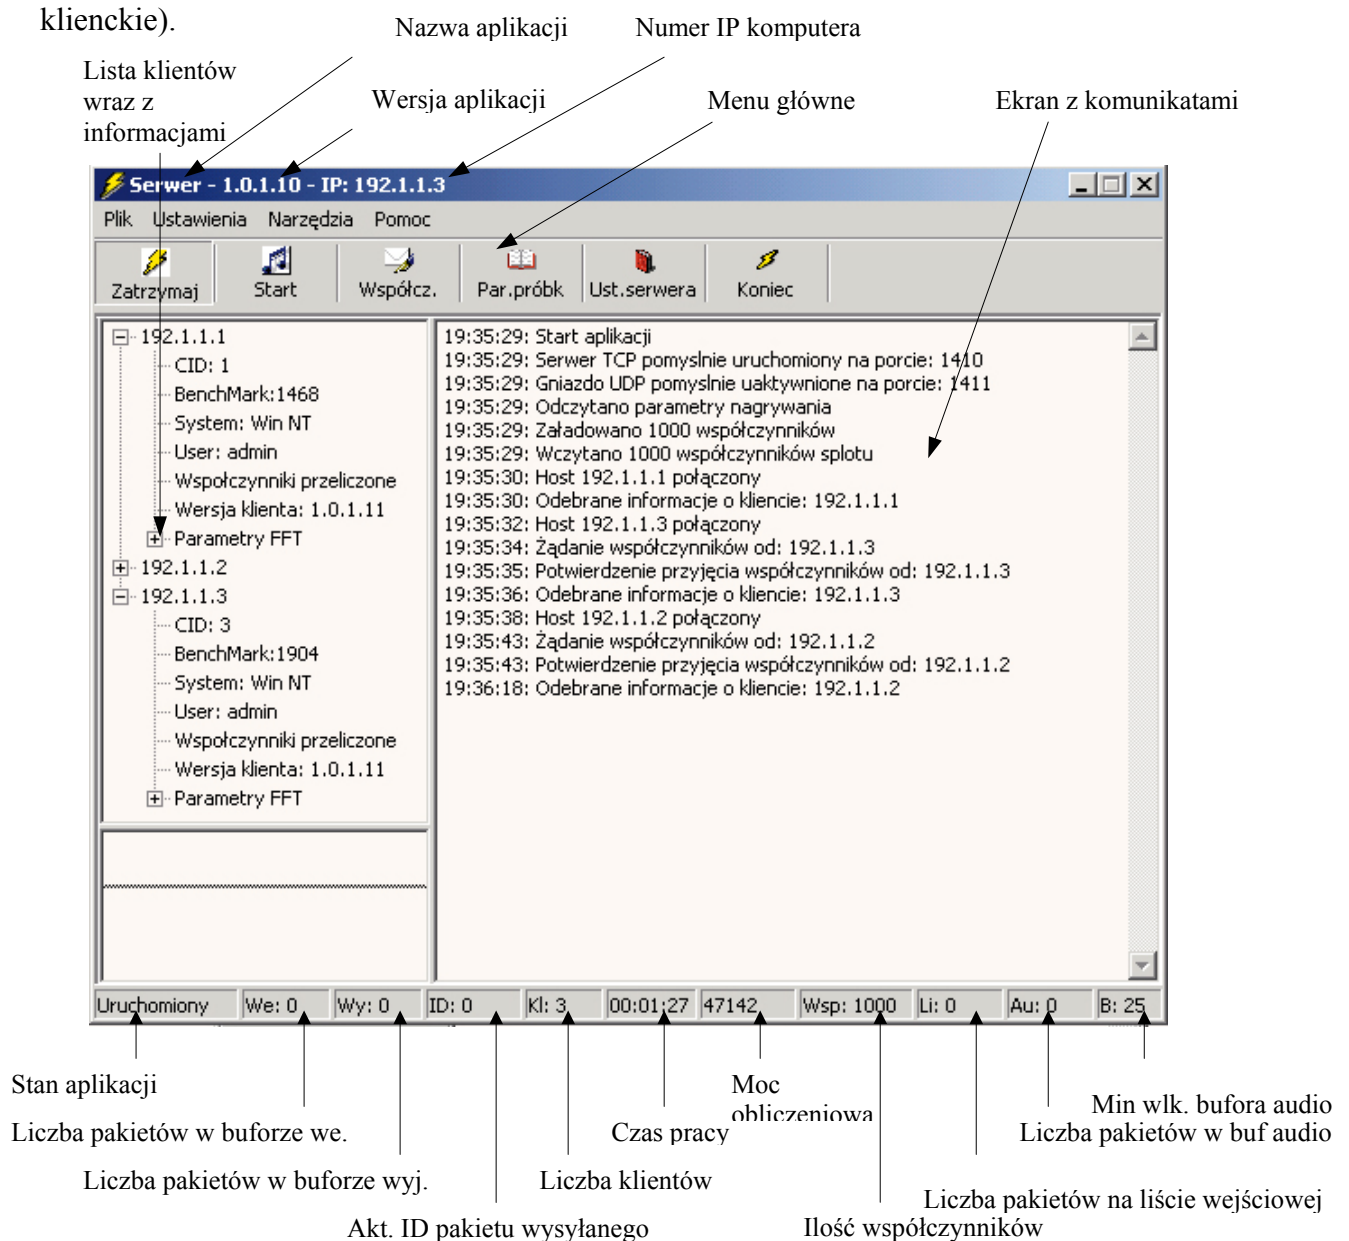 klienckie).
Nazwa aplikacji
Numer IP komputera
Lista klientów
wraz z
informacjami
Wersja aplikacji
Menu główne
Ekran z komunikatami
Serwer - 1.0.1.10 - IP: 192.1.1.3
Plik Ustawienia Narzędzia Pomoc
Zatrzymaj Start Współcz. Par.próbk Ust.serwera Koniec
192.1.1.1
CID: 1
BenchMark:1468
System: Win NT
User: admin
Wspołczynniki przeliczone
Wersja klienta: 1.0.1.11
Parametry FFT
192.1.1.2
192.1.1.3
CID: 3
BenchMark:1904
System: Win NT
User: admin
Wspołczynniki przeliczone
Wersja klienta: 1.0.1.11
Parametry FFT
19:35:29: Start aplikacji
19:35:29: Serwer TCP pomyslnie uruchomiony na porcie: 1410
19:35:29: Gniazdo UDP pomyslnie uaktywnione na porcie: 1411
19:35:29: Odczytano parametry nagrywania
19:35:29: Załadowano 1000 współczynników
19:35:29: Wczytano 1000 współczynników splotu
19:35:30: Host 192.1.1.1 połączony
19:35:30: Odebrane informacje o kliencie: 192.1.1.1
19:35:32: Host 192.1.1.3 połączony
19:35:34: Żądanie współczynników od: 192.1.1.3
19:35:35: Potwierdzenie przyjęcia współczynników od: 192.1.1.3
19:35:36: Odebrane informacje o kliencie: 192.1.1.3
19:35:38: Host 192.1.1.2 połączony
19:35:43: Żądanie współczynników od: 192.1.1.2
19:35:43: Potwierdzenie przyjęcia współczynników od: 192.1.1.2
19:36:18: Odebrane informacje o kliencie: 192.1.1.2
Uruchomiony We: 0 Wy: 0 ID: 0 Kl: 3 00:01:27 47142 Wsp: 1000 Li: 0 Au: 0 B: 25
Stan aplikacji
Moc
obliczeniowa
Min wlk. bufora audio
Liczba pakietów w buforze we.
Czas pracy
Liczba pakietów w buf audio
Liczba pakietów w buforze wyj.
Liczba klientów
Liczba pakietów na liście wejściowej
Akt. ID pakietu wysyłanego
Ilość współczynników